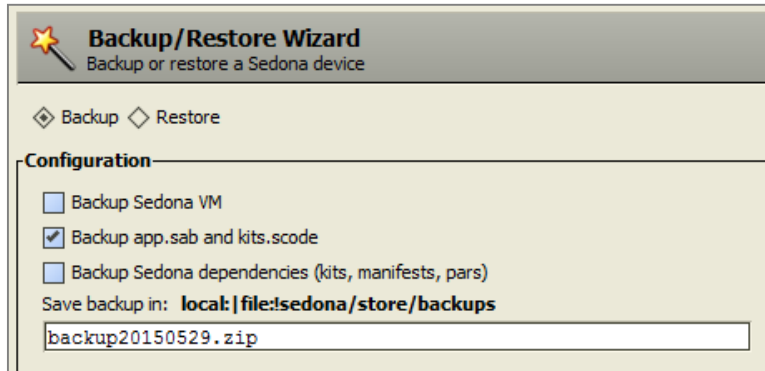 Backup/Restore Wizard
Backup or restore a Sedona device
Backup Restore
Configuration
Backup Sedona VM
Backup app.sab and kits.scode
Backup Sedona dependencies (kits, manifests, pars)
Save backup in: local:|file:!sedona/store/backups
backup20150529.zip